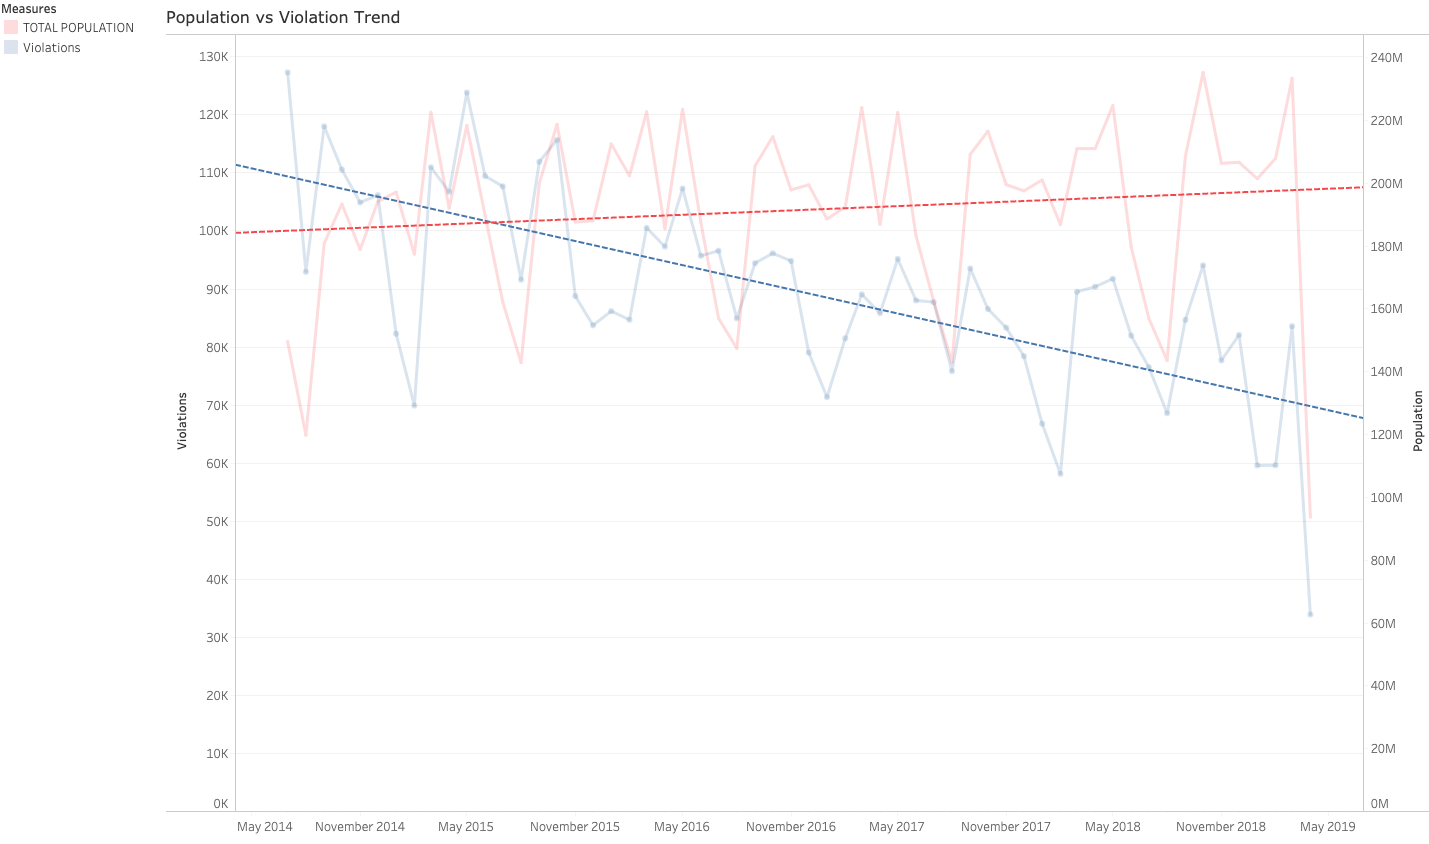 Measures
TOTAL POPULATION
Violations
Population vs Violation Trend
130K
120K
110K
100K
90K
80K
70K
60K
50K
40K
30K
20K
10K
0K
Violations
240M
220M
200M
180M
160M
140M
120M
100M
80M
60M
40M
20M
0M
Population
May 2014 November 2014 May 2015 November 2015 May 2016 November 2016 May 2017 November 2017 May 2018 November 2018 May 2019